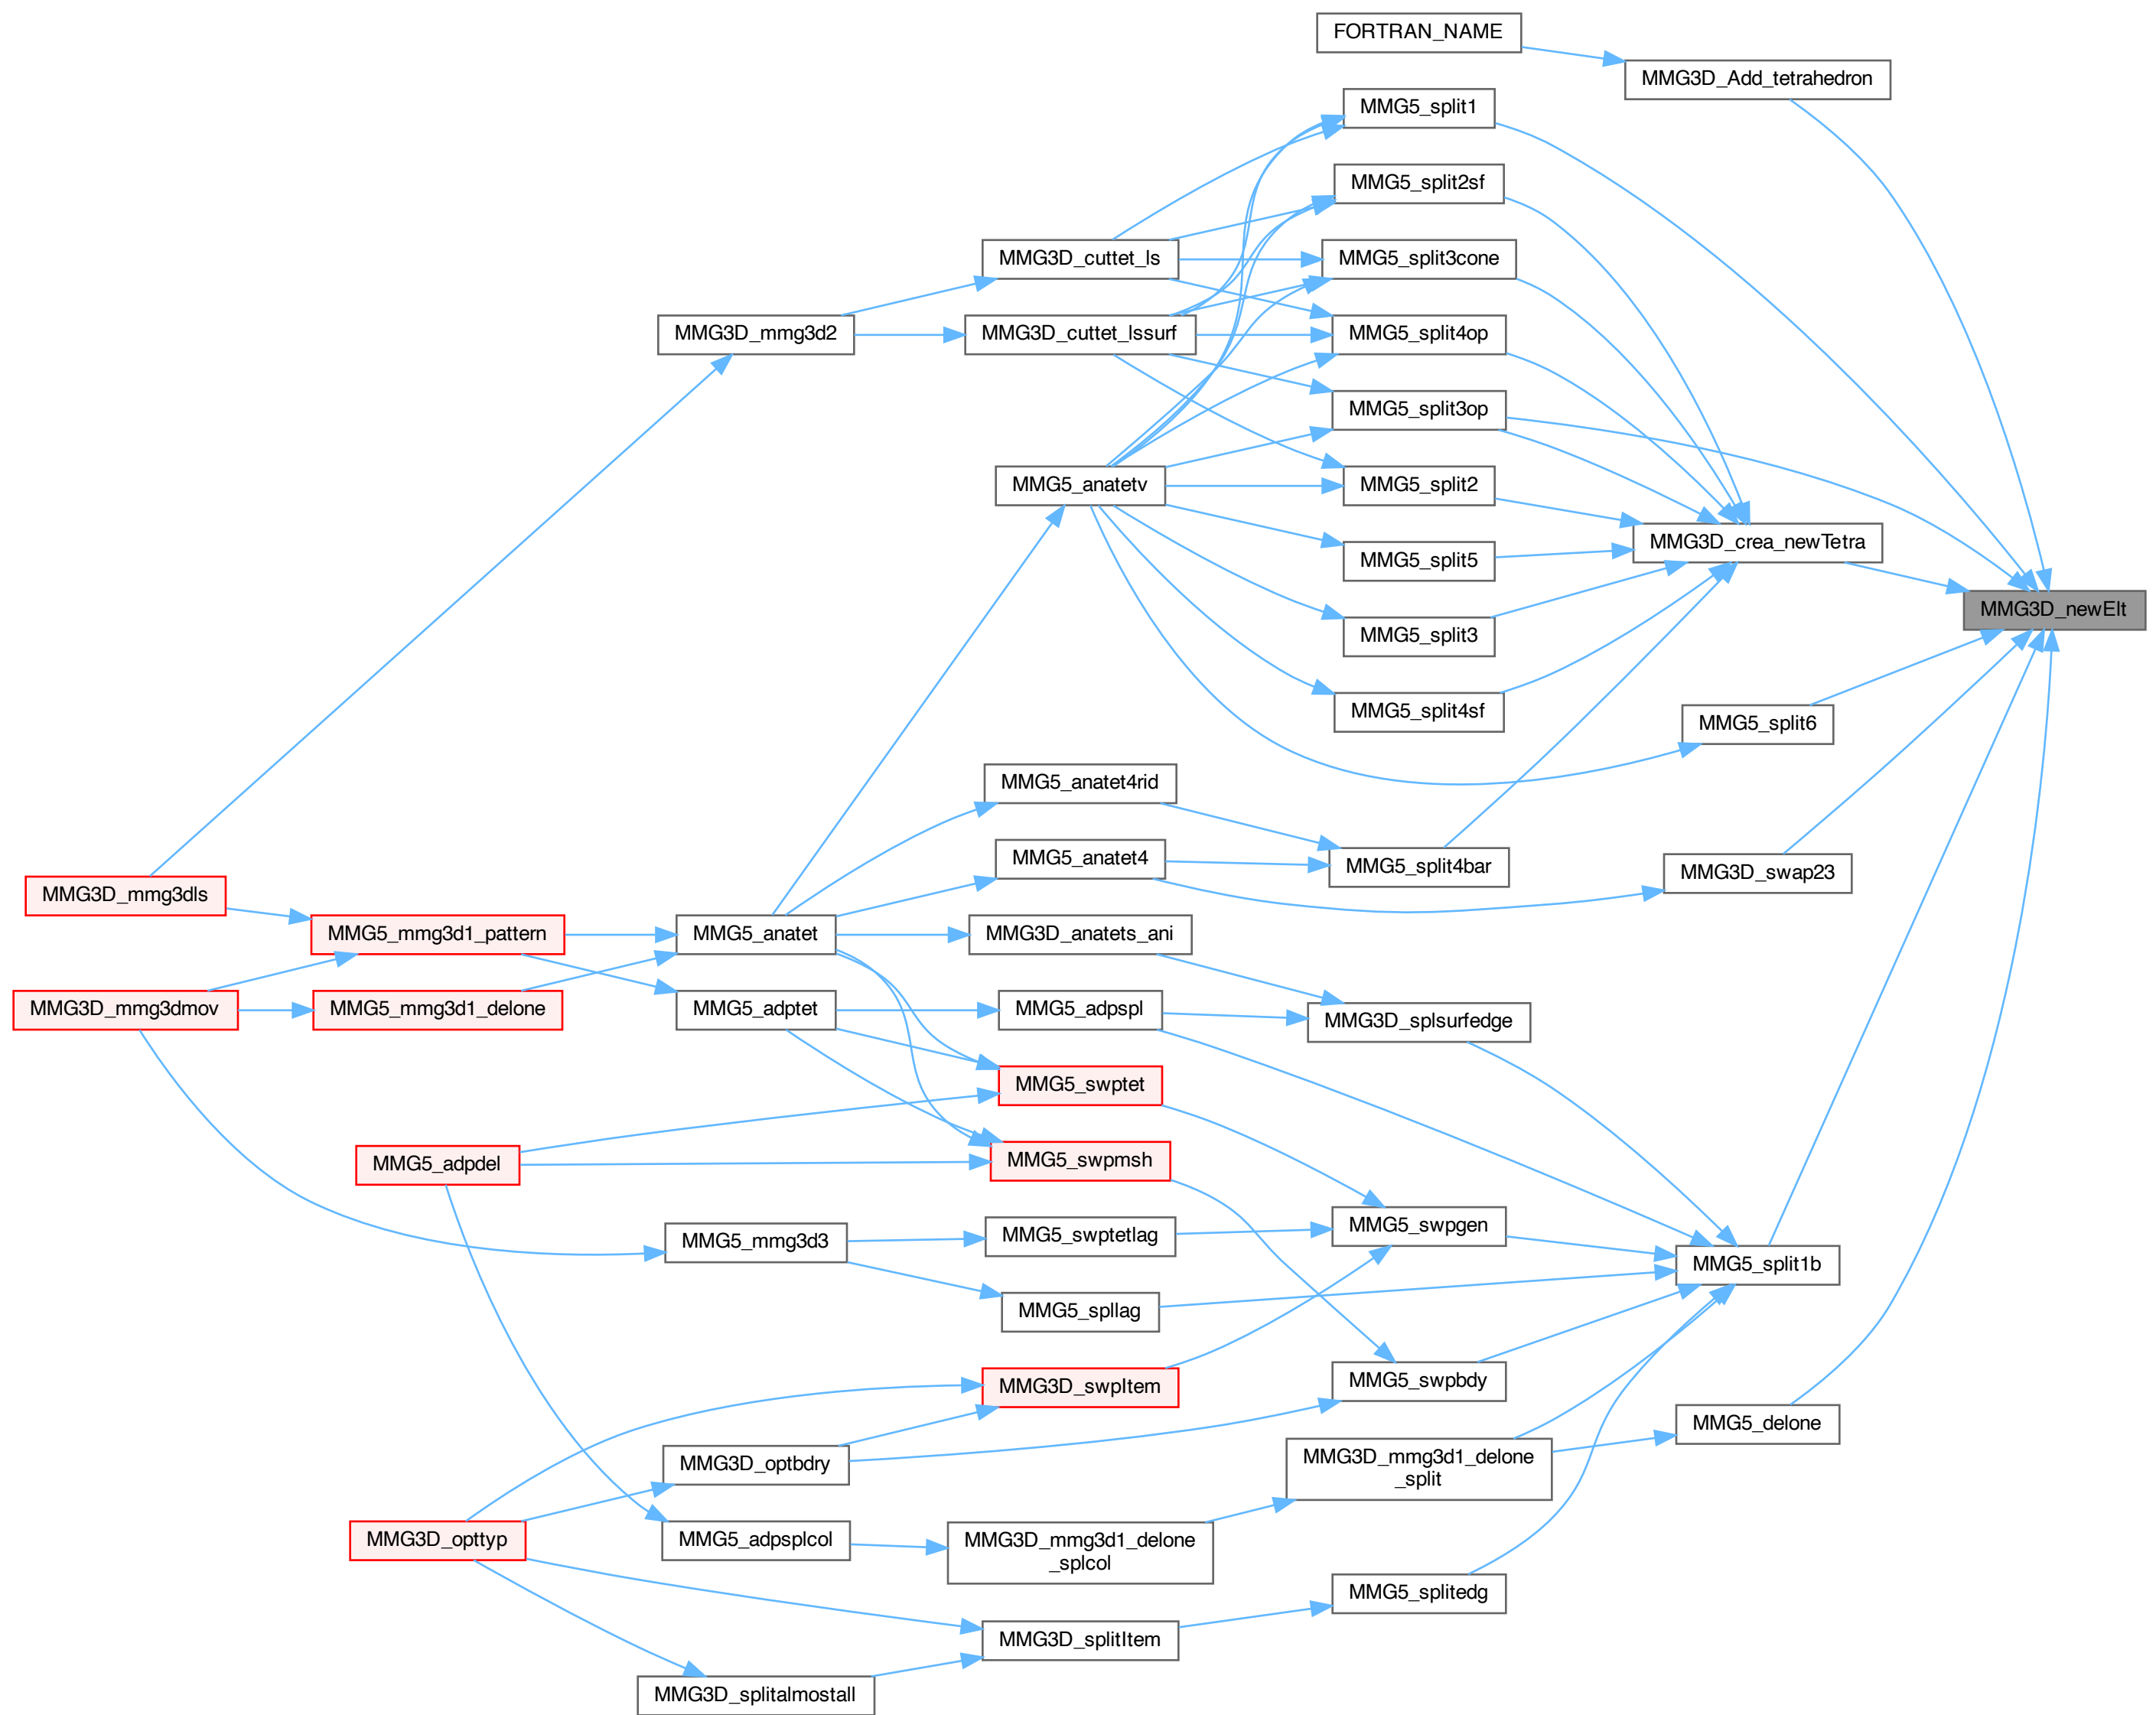 FORTRAN_NAME
MMG3D_Add_tetrahedron
MMG5_split1
MMG5_split2sf
MMG3D_cuttet_ls
MMG5_split3cone
MMG3D_mmg3d2
MMG3D_cuttet_lssurf
MMG5_split4op
MMG5_split3op
MMG5_anatetv
MMG5_split2
MMG3D_crea_newTetra
MMG5_split5
MMG3D_newElt
MMG5_split3
MMG5_split4sf
MMG5_split6
MMG5_anatet4rid
MMG5_anatet4
MMG5_split4bar
MMG3D_swap23
MMG3D_mmg3dls
MMG5_mmg3d1_pattern
MMG5_anatet
MMG3D_anatets_ani
MMG3D_mmg3dmov
MMG5_mmg3d1_delone
MMG5_adptet
MMG5_adpspl
MMG3D_splsurfedge
MMG5_swptet
MMG5_adpdel
MMG5_swpmsh
MMG5_mmg3d3
MMG5_swptetlag
MMG5_swpgen
MMG5_split1b
MMG5_spllag
MMG3D_swpItem
MMG5_swpbdy
MMG5_delone
MMG3D_optbdry
MMG3D_mmg3d1_delone
_split
MMG3D_opttyp
MMG5_adpsplcol
MMG3D_mmg3d1_delone
_splcol
MMG5_splitedg
MMG3D_splitItem
MMG3D_splitalmostall